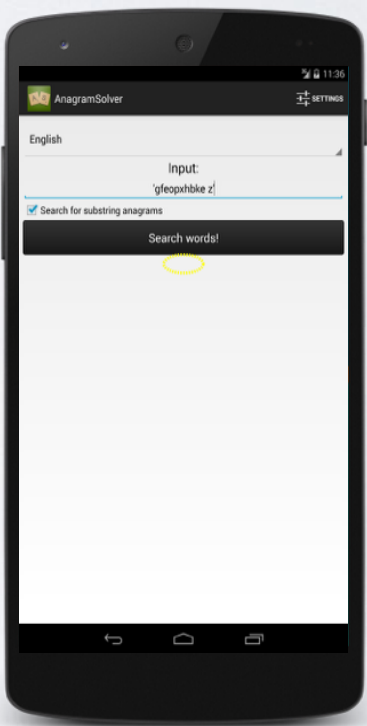 11:36
AnagramSolver
SETTINGS
English
Input:
'gfeopxhbke z'
Search for substring anagrams
Search words!